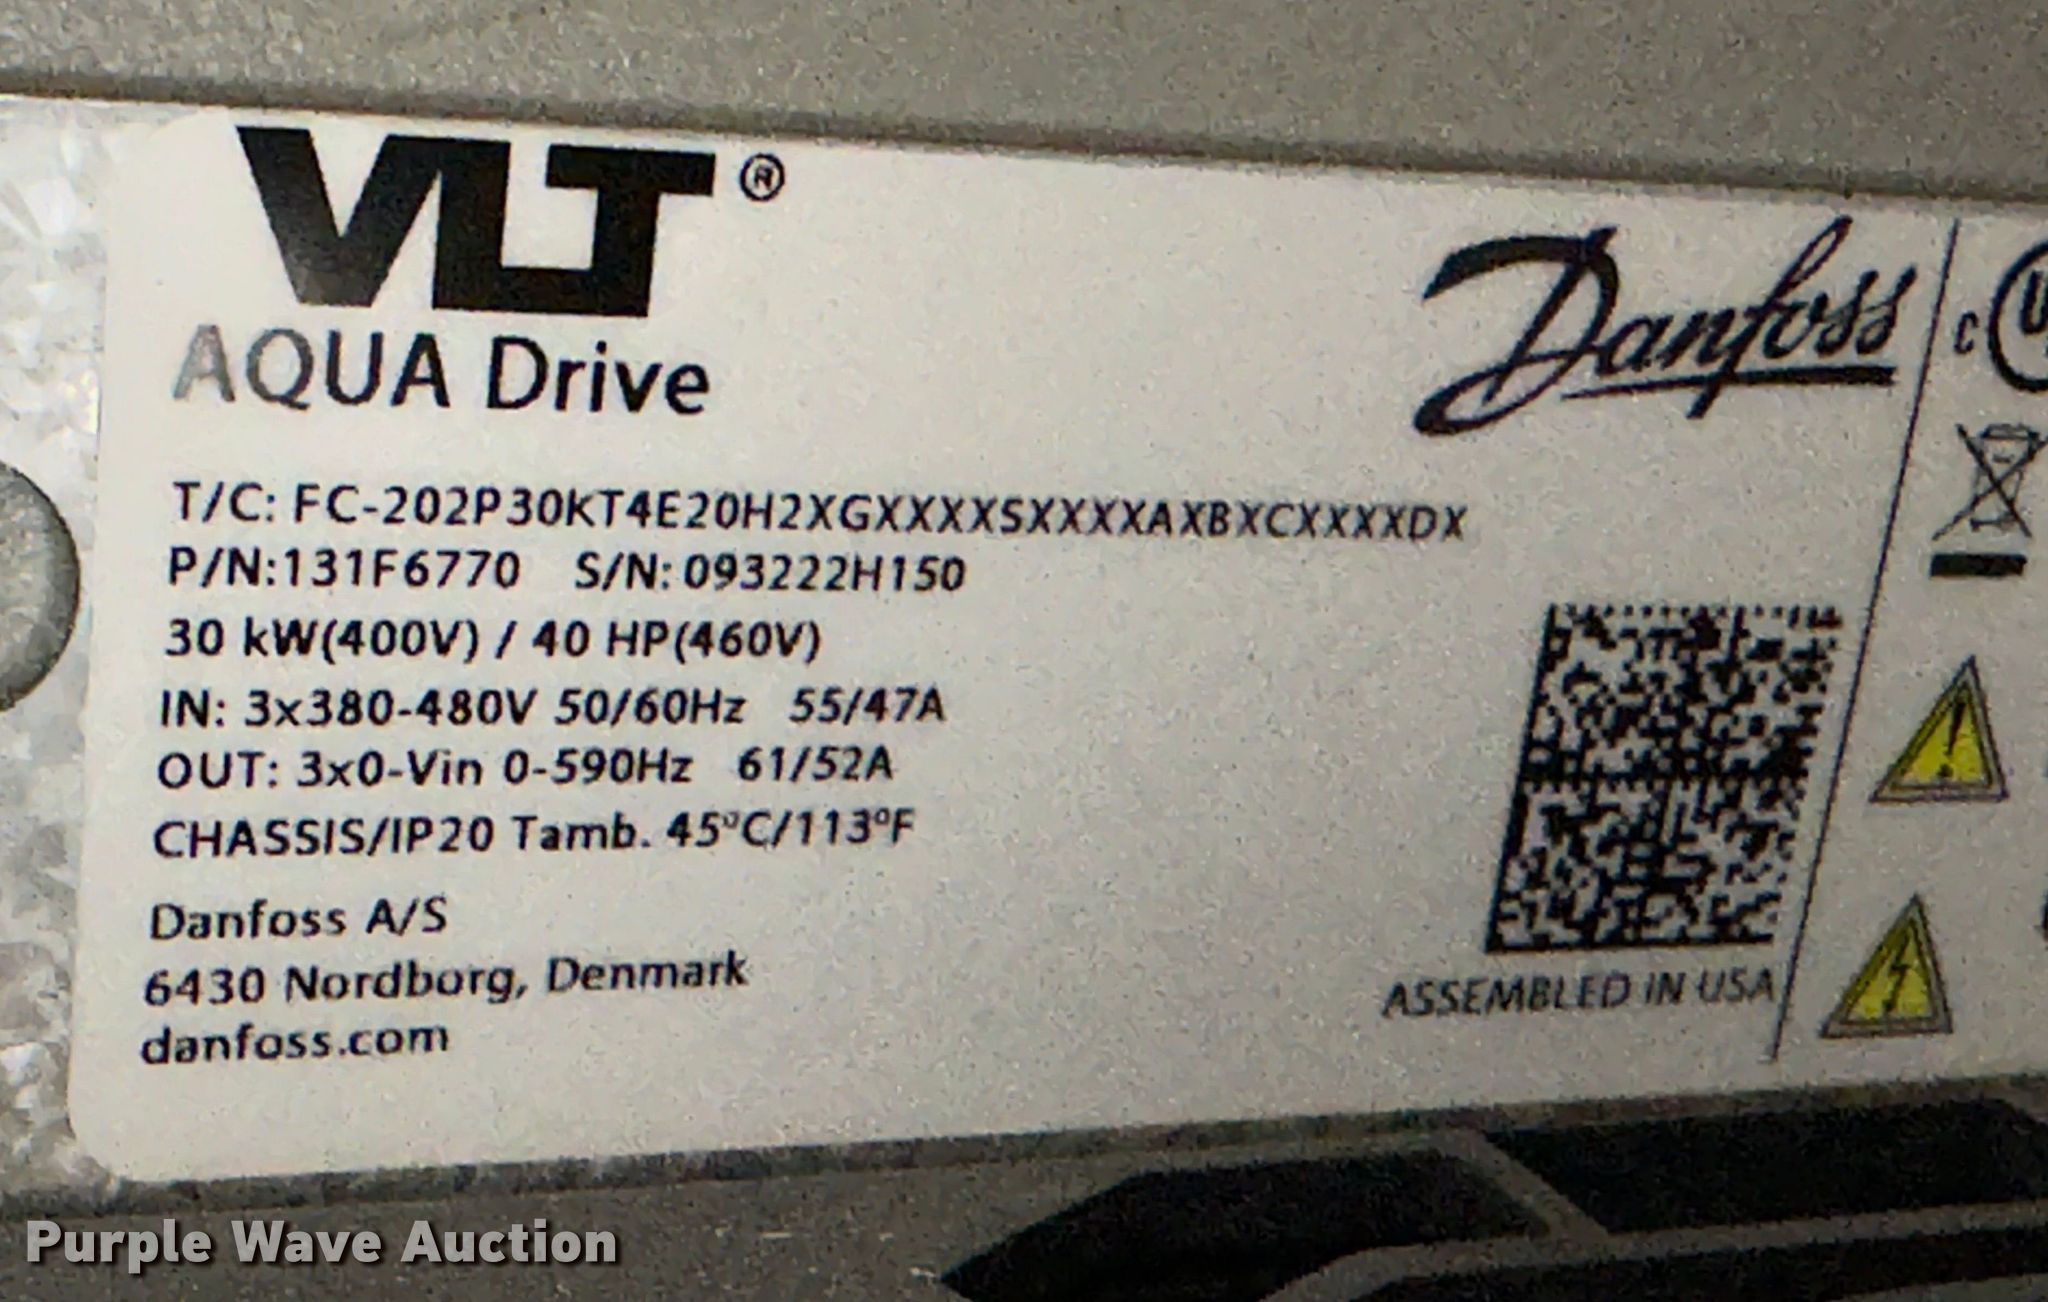 VLT®
AQUA Drive
Danfoss
T/C: FC-202P30KT4E20H2XGXXXXSXXXXAXBXCXXXXDX
P/N:131F6770 S/N: 093222H150
30 kW(400V) / 40 HP(460V)
IN: 3x380-480V 50/60Hz 55/47A
OUT: 3x0-Vin 0-590Hz 61/52A
CHASSIS/IP20 Tamb. 45°C/113°F
Danfoss A/S
6430 Nordborg, Denmark
danfoss.com
ASSEMBLED IN USA
C
Purple Wave Auction